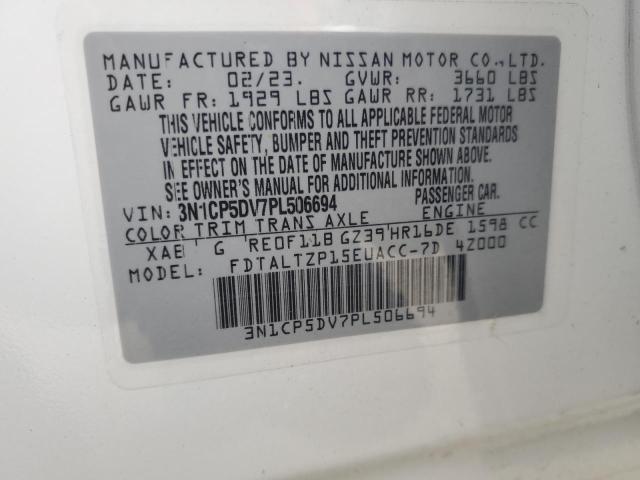 MANUFACTURED BY NISSAN MOTOR CO., LTD.
DATE: 02/23. GVWR: 3660 LBS
GAWR FR: 1929 LBS GAWR RR: 1731 LBS
THIS VEHICLE CONFORMS TO ALL APPLICABLE FEDERAL MOTOR
VEHICLE SAFETY, BUMPER AND THEFT PREVENTION STANDARDS
IN EFFECT ON THE DATE OF MANUFACTURE SHOWN ABOVE.
SEE OWNER'S MANUAL FOR ADDITIONAL INFORMATION.
VIN: 3N1CP5DV7PL506694 PASSENGER CAR.
COLOR TRIM TRANS AXLE ENGINE
XAB G RE0F11B GZ39 HR16DE 1598 CC
MODEL: FDTALTZP15EUACC-7D 4Z000
3N1CP5DV7PL506694